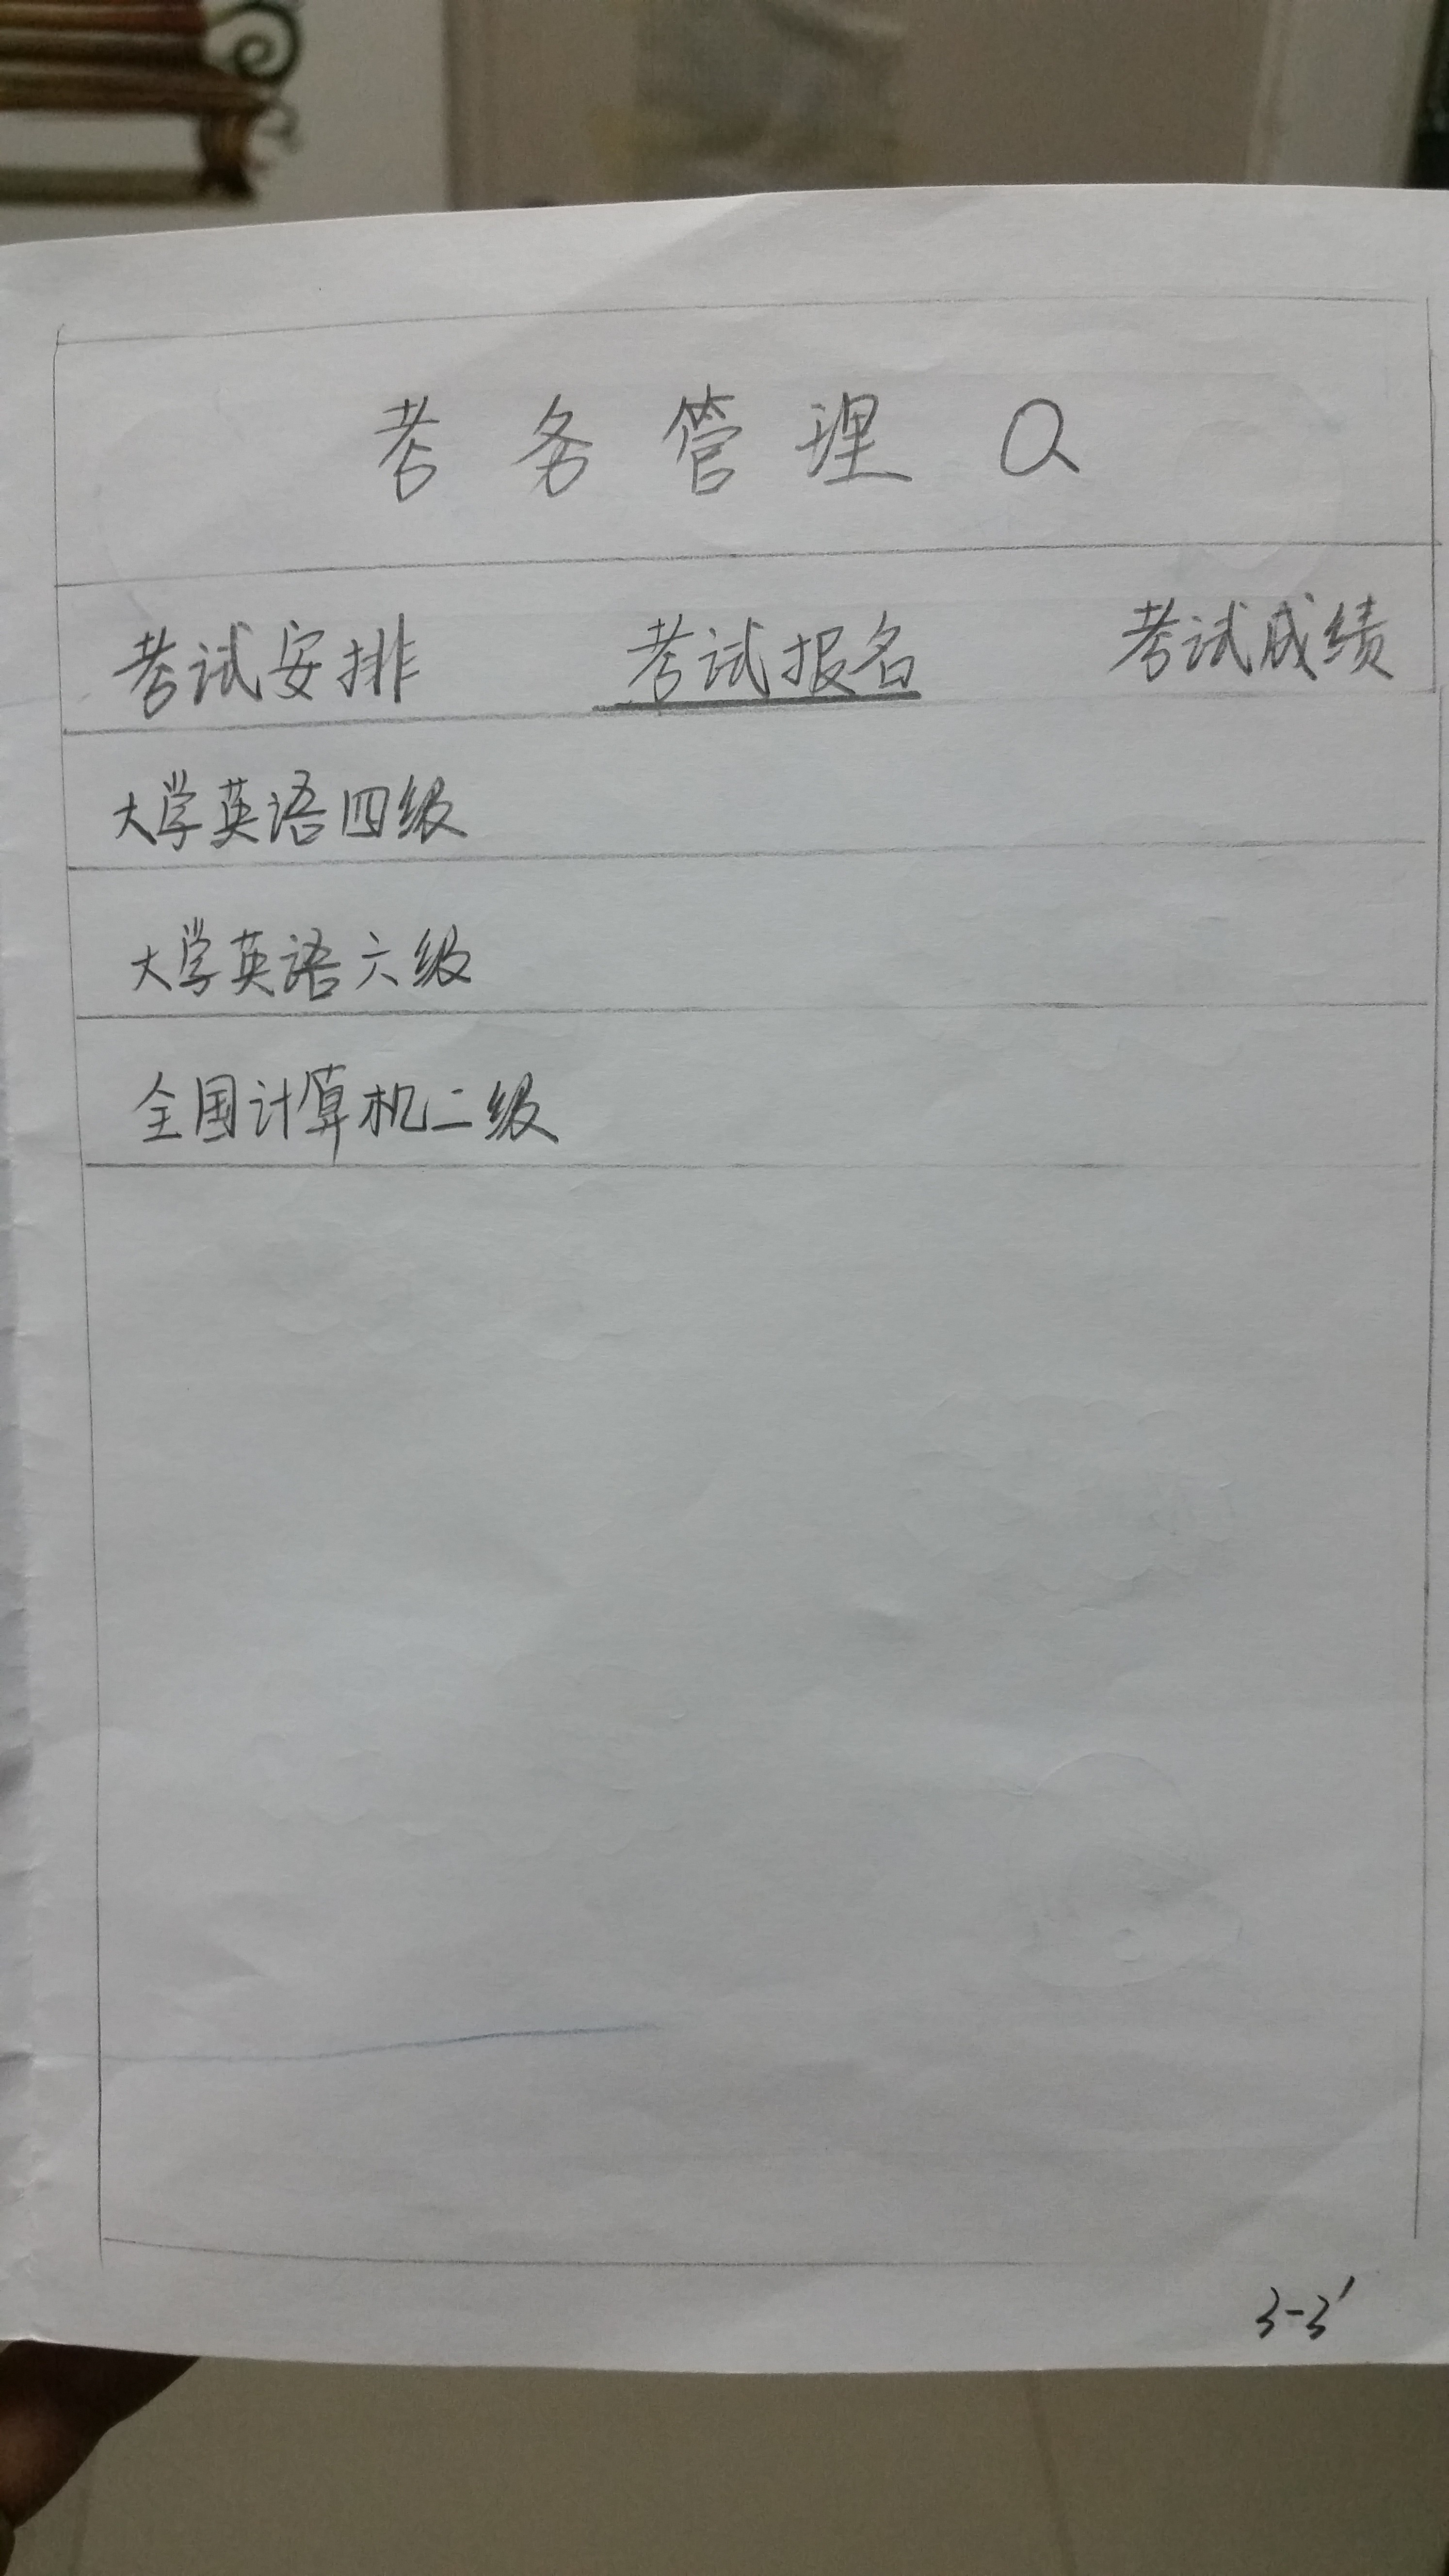 考务管理
考试安排 考试报名 考试成绩
大学英语四级
大学英语六级
全国计算机二级
3-3'